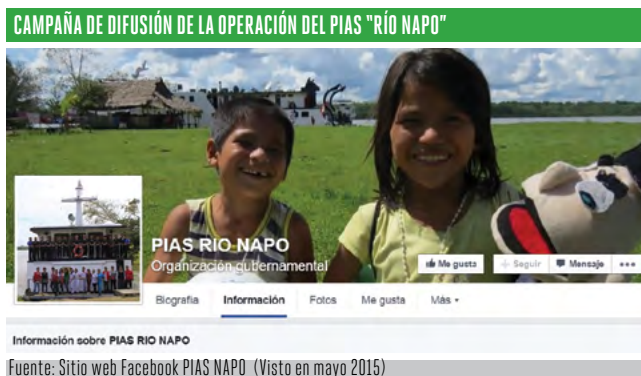 CAMPAÑA DE DIFUSIÓN DE LA OPERACIÓN DEL PIAS "RÍO NAPO"
PIAS RIO NAPO
Organización gubernamental
Me gusta
Seguir
Mensaje
Biografía
Información
Fotos
Me gusta
Más
Información sobre PIAS RIO NAPO
Fuente: Sitio web Facebook PIAS NAPO (Visto en mayo 2015)